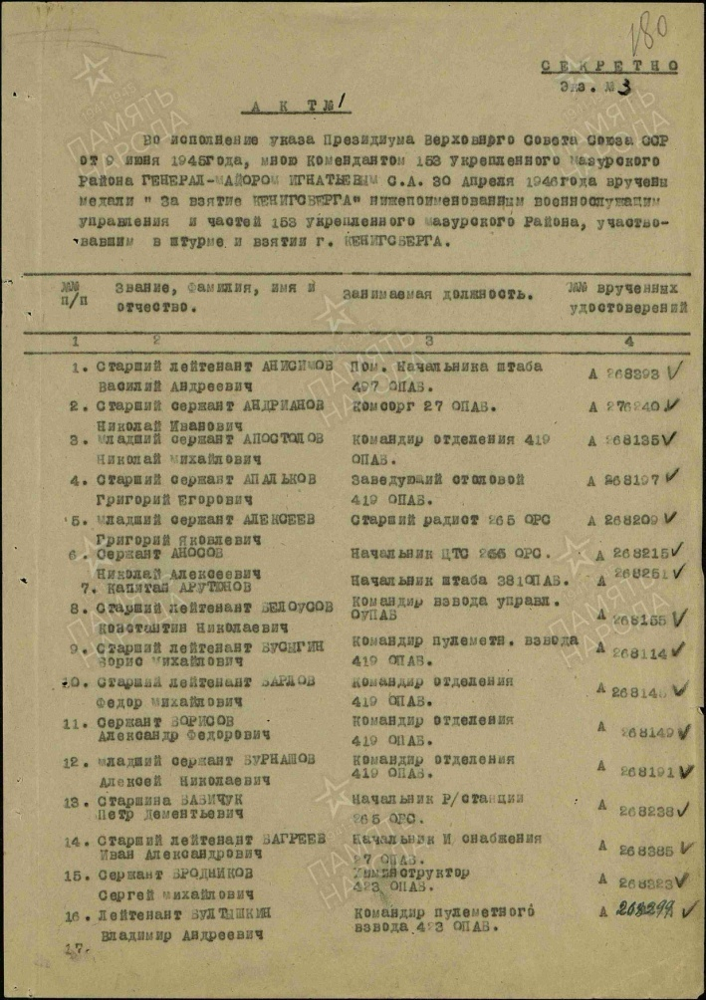 180
СЕКРЕТНО
Экз. № 3
АКТ №1
Во исполнение указа Президиума Верховного Совета Союза ССР
от 9 июня 1945года, мною Комендантом 153 Укрепленного мазурского
Района ГЕНЕРАЛ-МАЙОРОМ ИГНАТЬЕВЫМ С.А. 30 Апреля 1946года вручены
медали " За взятие КЕНИГСБЕРГА" нижепоименованным военнослужащим
управления и частей 153 укрепленного мазурского Района, участво-
вавшим в штурме и взятии г. КЕНИГСБЕРГА.
№№ Звание, Фамилия, имя и Занимаемая должность. №№ врученных
п/п отчество. удостоверений
1 2 3 4
1. Старший лейтенант АНИСИМОВ Пом. Начальника штаба А 268393
Василий Андреевич 497 ОПАБ.
2. Старший сержант АНДРИАНОВ Комсорг 27 ОПАБ. А 276240
Николай Иванович
3. младший сержант АПОСТОЛОВ Командир отделения 419 А 268135
Николай михайлович ОПАБ.
4. Старший сержант АПАЛЬКОВ Заведующий столовой А 268197
Григорий Егорович 419 ОПАБ.
5. младший сержант АЛЕКСЕЕВ Старший радист 265 ОРС А 268209
Григорий Яковлевич
6. Сержант АНОСОВ Начальник ЦТС 265 ОРС. А 268215
Николай Алексеевич
7. Капитан АРУТЮНОВ Начальник штаба 381ОПАБ. А 268251
8. Старший лейтенант БЕЛОУСОВ Командир взвода управл. А 268155
Константин Николаевич ОУПАБ
9. Старший лейтенант БУСЫГИН Командир пулеметн. взвода А 268114
Борис михайлович 419 ОПАБ.
10. Старший лейтенант Командир отделения А
Федор михайлович 419 ОПАБ.
11. Сержант БОРИСОВ Командир отделения А 268149
Александр Федорович 419 ОПАБ.
12. младший сержант БУРНАШОВ Командир отделения А 268191
Алексей Николаевич 419 ОПАБ.
13. Старшина БАБИЧУК Начальник Р/станции А 268238
Петр Дементьевич 265 ОРС.
14. Старший лейтенант БАГРЕЕВ Начальник И снабжения А 268385
Иван Александрович 27 ОПАБ.
15. Сержант БРОДНИКОВ Химинструктор А 268323
Сергей михайлович 423 ОПАБ.
16. Лейтенант БУЛТЫШКИН Командир пулеметного А 268299
Владимир Андреевич взвода 423 ОПАБ.
17.
ПАМЯТЬ
НАРОДА